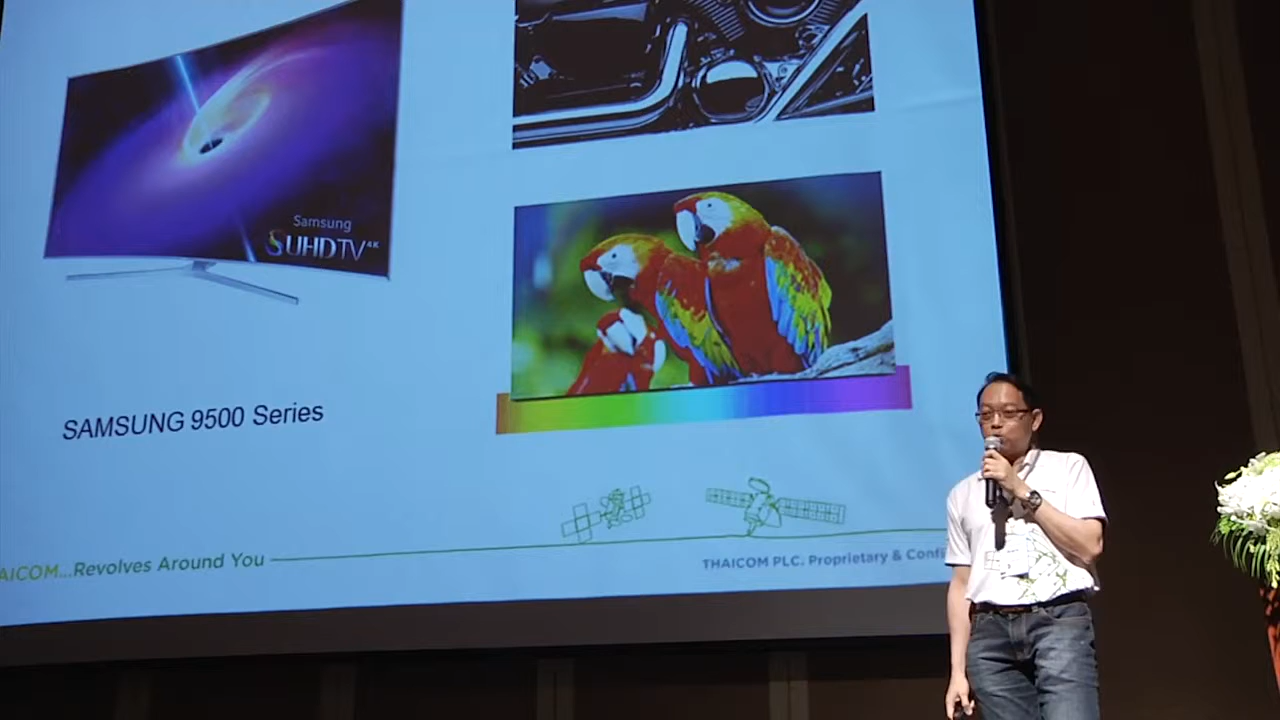 Samsung
SUHDTV 4K
SAMSUNG 9500 Series
AICOM...Revolves Around You
THAICOM PLC. Proprietary & Confi